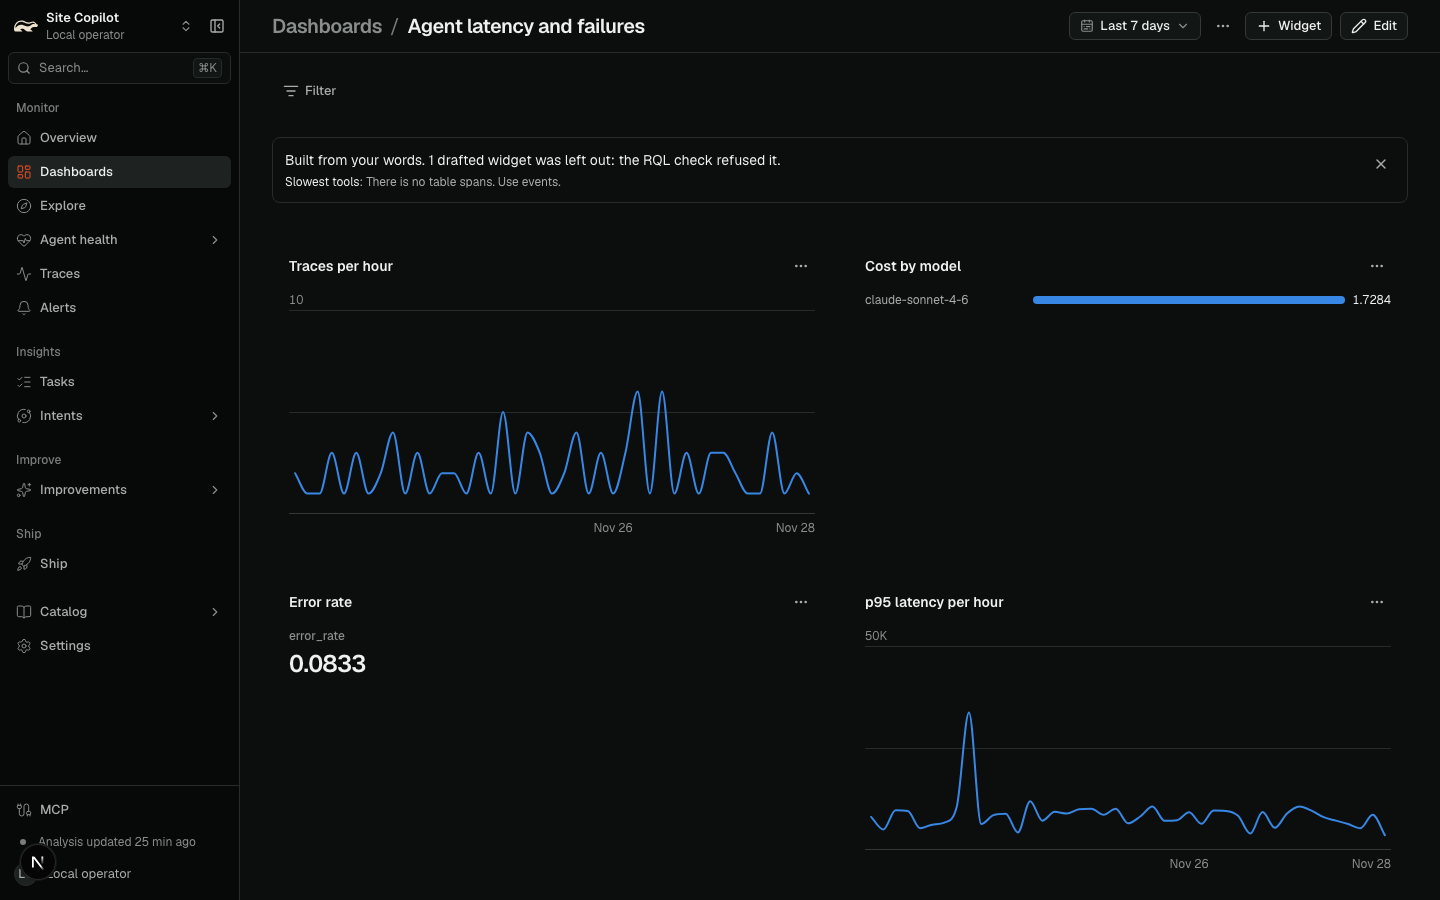 Site Copilot
Local operator
Search...
⌘K
Monitor
Overview
Dashboards
Explore
Agent health
Traces
Alerts
Insights
Tasks
Intents
Improve
Improvements
Ship
Ship
Catalog
Settings
MCP
Analysis updated 25 min ago
N
Local operator
Dashboards / Agent latency and failures
Last 7 days
Widget
Edit
Filter
Built from your words. 1 drafted widget was left out: the RQL check refused it.
Slowest tools: There is no table spans. Use events.
Traces per hour
10
Nov 26
Nov 28
Cost by model
claude-sonnet-4-6
1.7284
Error rate
error_rate
0.0833
p95 latency per hour
50K
Nov 26
Nov 28